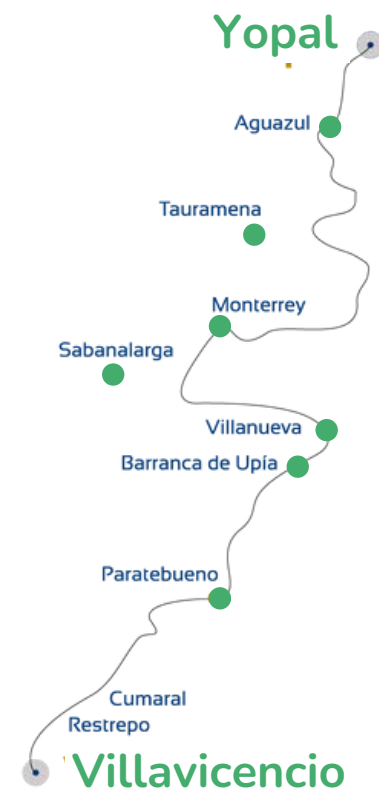 Yopal
Aguazul
Tauramena
Monterrey
Sabanalarga
Villanueva
Barranca de Upía
Paratebueno
Cumaral
Restrepo
Villavicencio